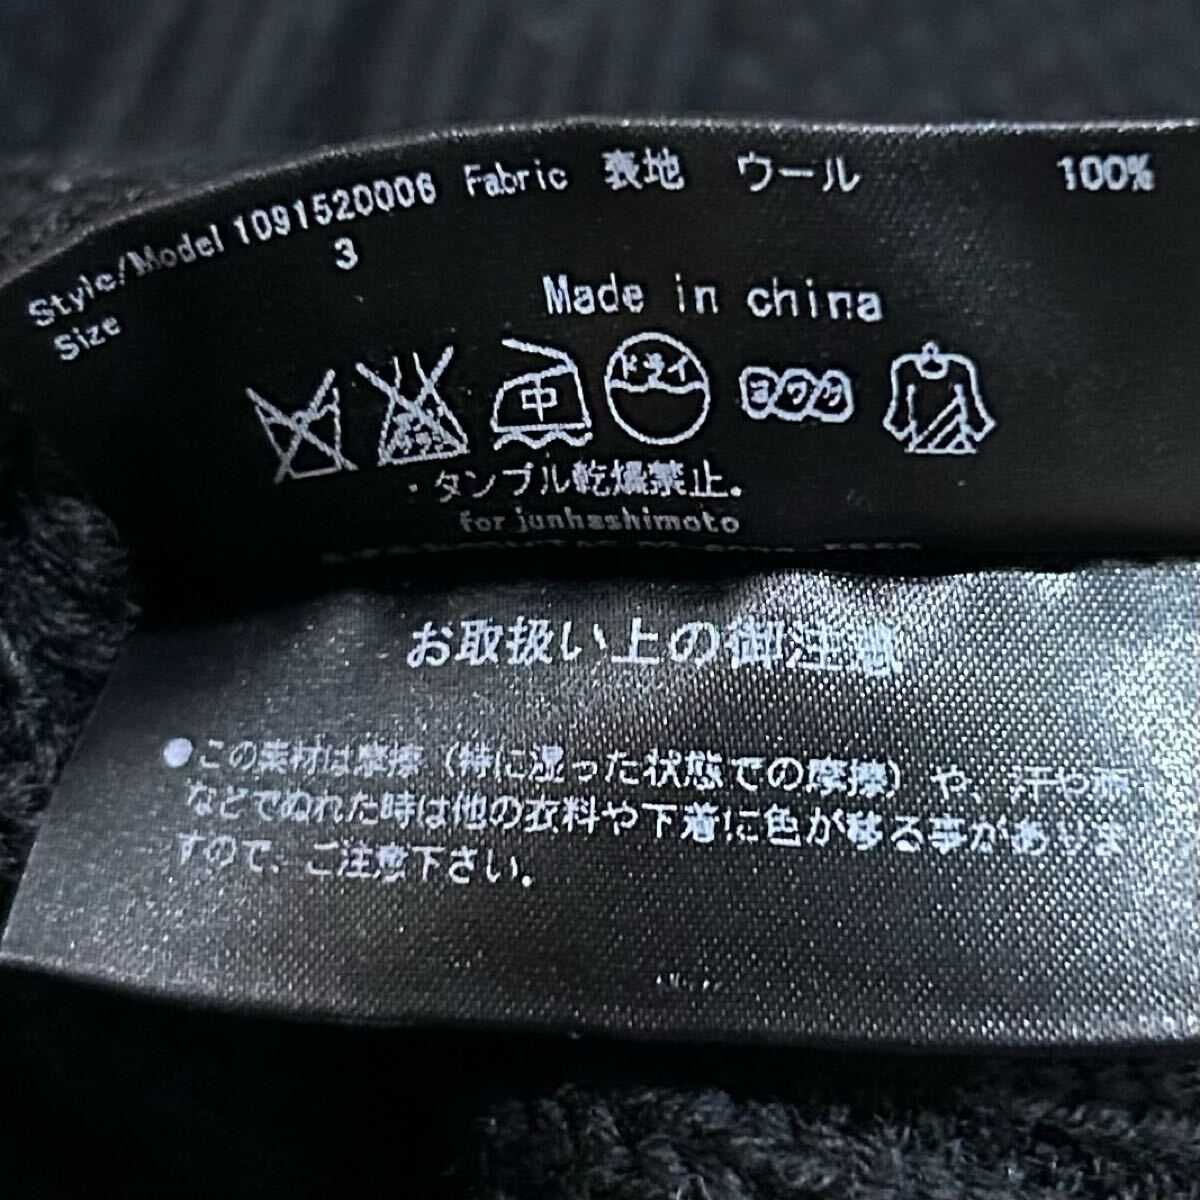 Style/Model 1091520006 Fabric 表地 ウール 100%
Size 3
Made in china
中 ドライ ヨワク
・タンブル乾燥禁止.
for junhashimoto
お取扱い上の御注意
●この素材は摩擦(特に湿った状態での摩擦)や、汗や雨
などでぬれた時は他の衣料や下着に色が移る事がありま
すので、ご注意下さい。